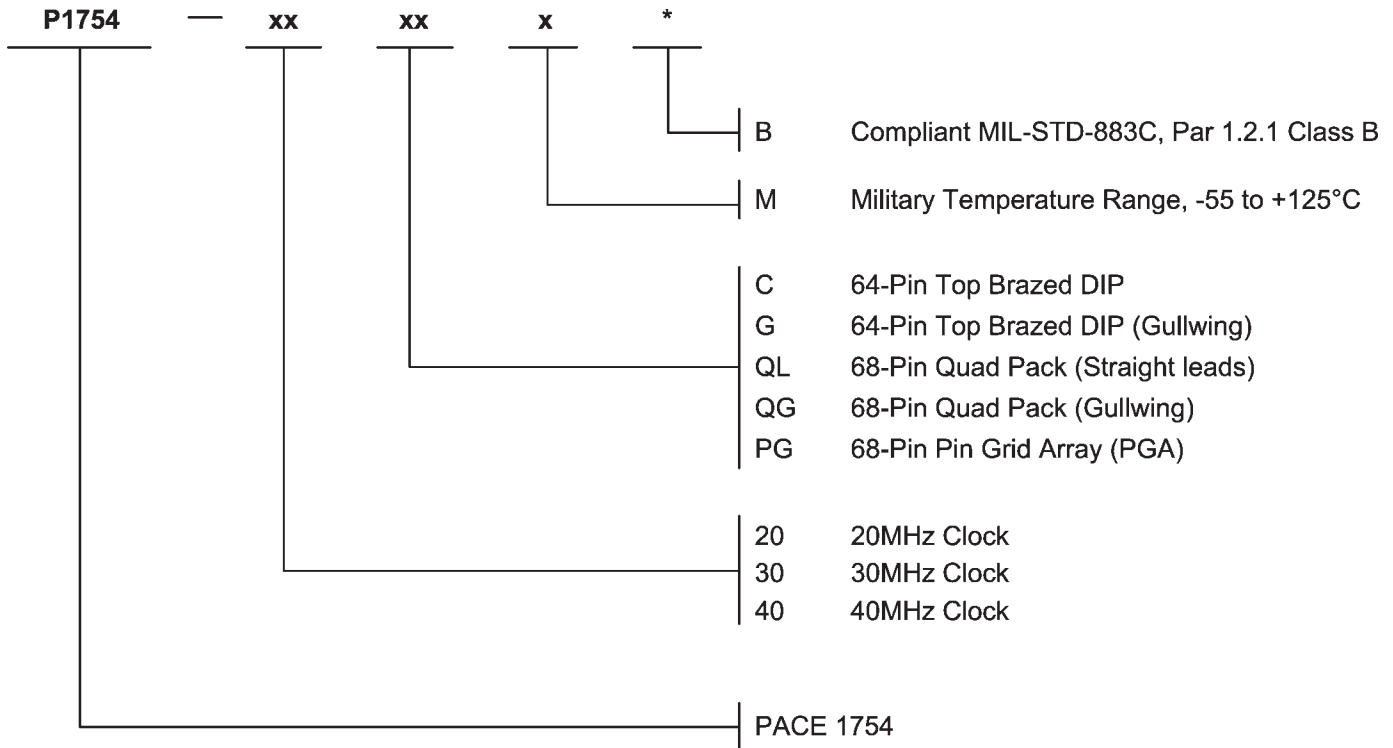 P1754 — xx xx x *
B Compliant MIL-STD-883C, Par 1.2.1 Class B
M Military Temperature Range, -55 to +125°C
C 64-Pin Top Brazed DIP
G 64-Pin Top Brazed DIP (Gullwing)
QL 68-Pin Quad Pack (Straight leads)
QG 68-Pin Quad Pack (Gullwing)
PG 68-Pin Pin Grid Array (PGA)
20 20MHz Clock
30 30MHz Clock
40 40MHz Clock
PACE 1754